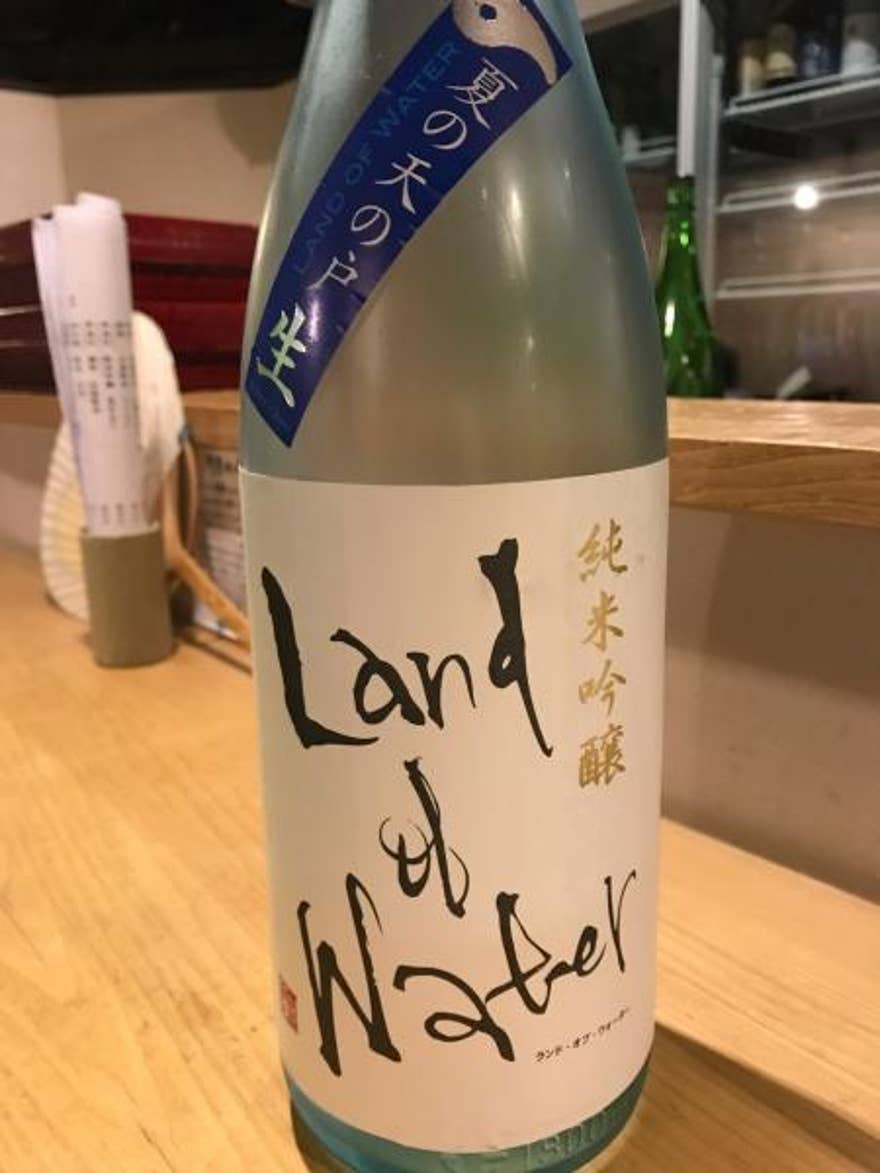 夏の天の戸 生
LAND OF WATER
純米吟醸
Land
of
Water
ランド・オブ・ウォーター